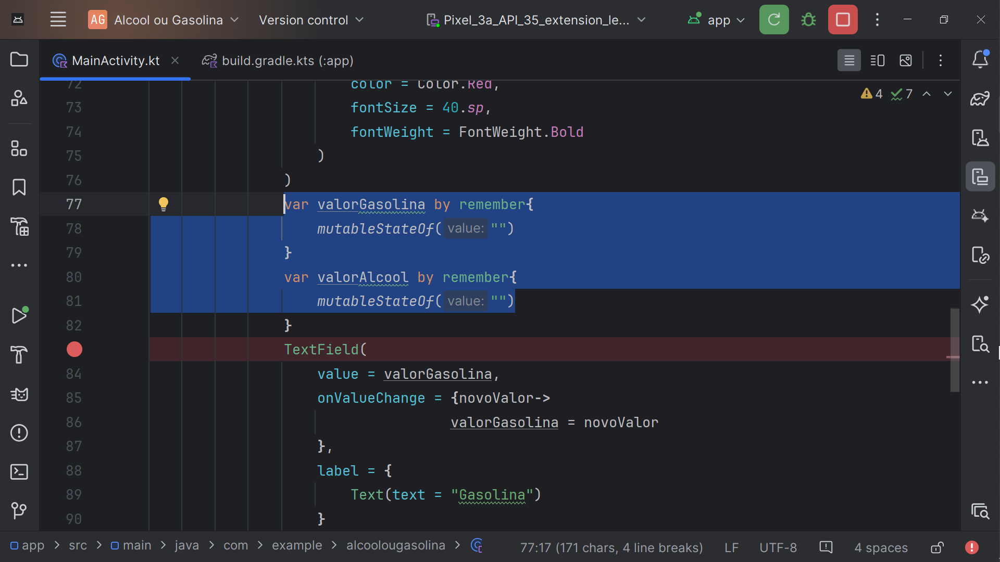 AG Alcool ou Gasolina Version control Pixel_3a_API_35_extension_le... app
MainActivity.kt build.gradle.kts (:app)
72 color = Color.Red,
4 7
73 fontSize = 40.sp,
74 fontWeight = FontWeight.Bold
75 )
76 )
77 var valorGasolina by remember{
78 mutableStateOf( value: "")
79 }
80 var valorAlcool by remember{
81 mutableStateOf( value: "")
82 }
TextField(
84 value = valorGasolina,
85 onValueChange = {novoValor->
86 valorGasolina = novoValor
87 },
88 label = {
89 Text(text = "Gasolina")
90 }
app > src > main > java > com > example > alcoolougasolina > 77:17 (171 chars, 4 line breaks) LF UTF-8 4 spaces